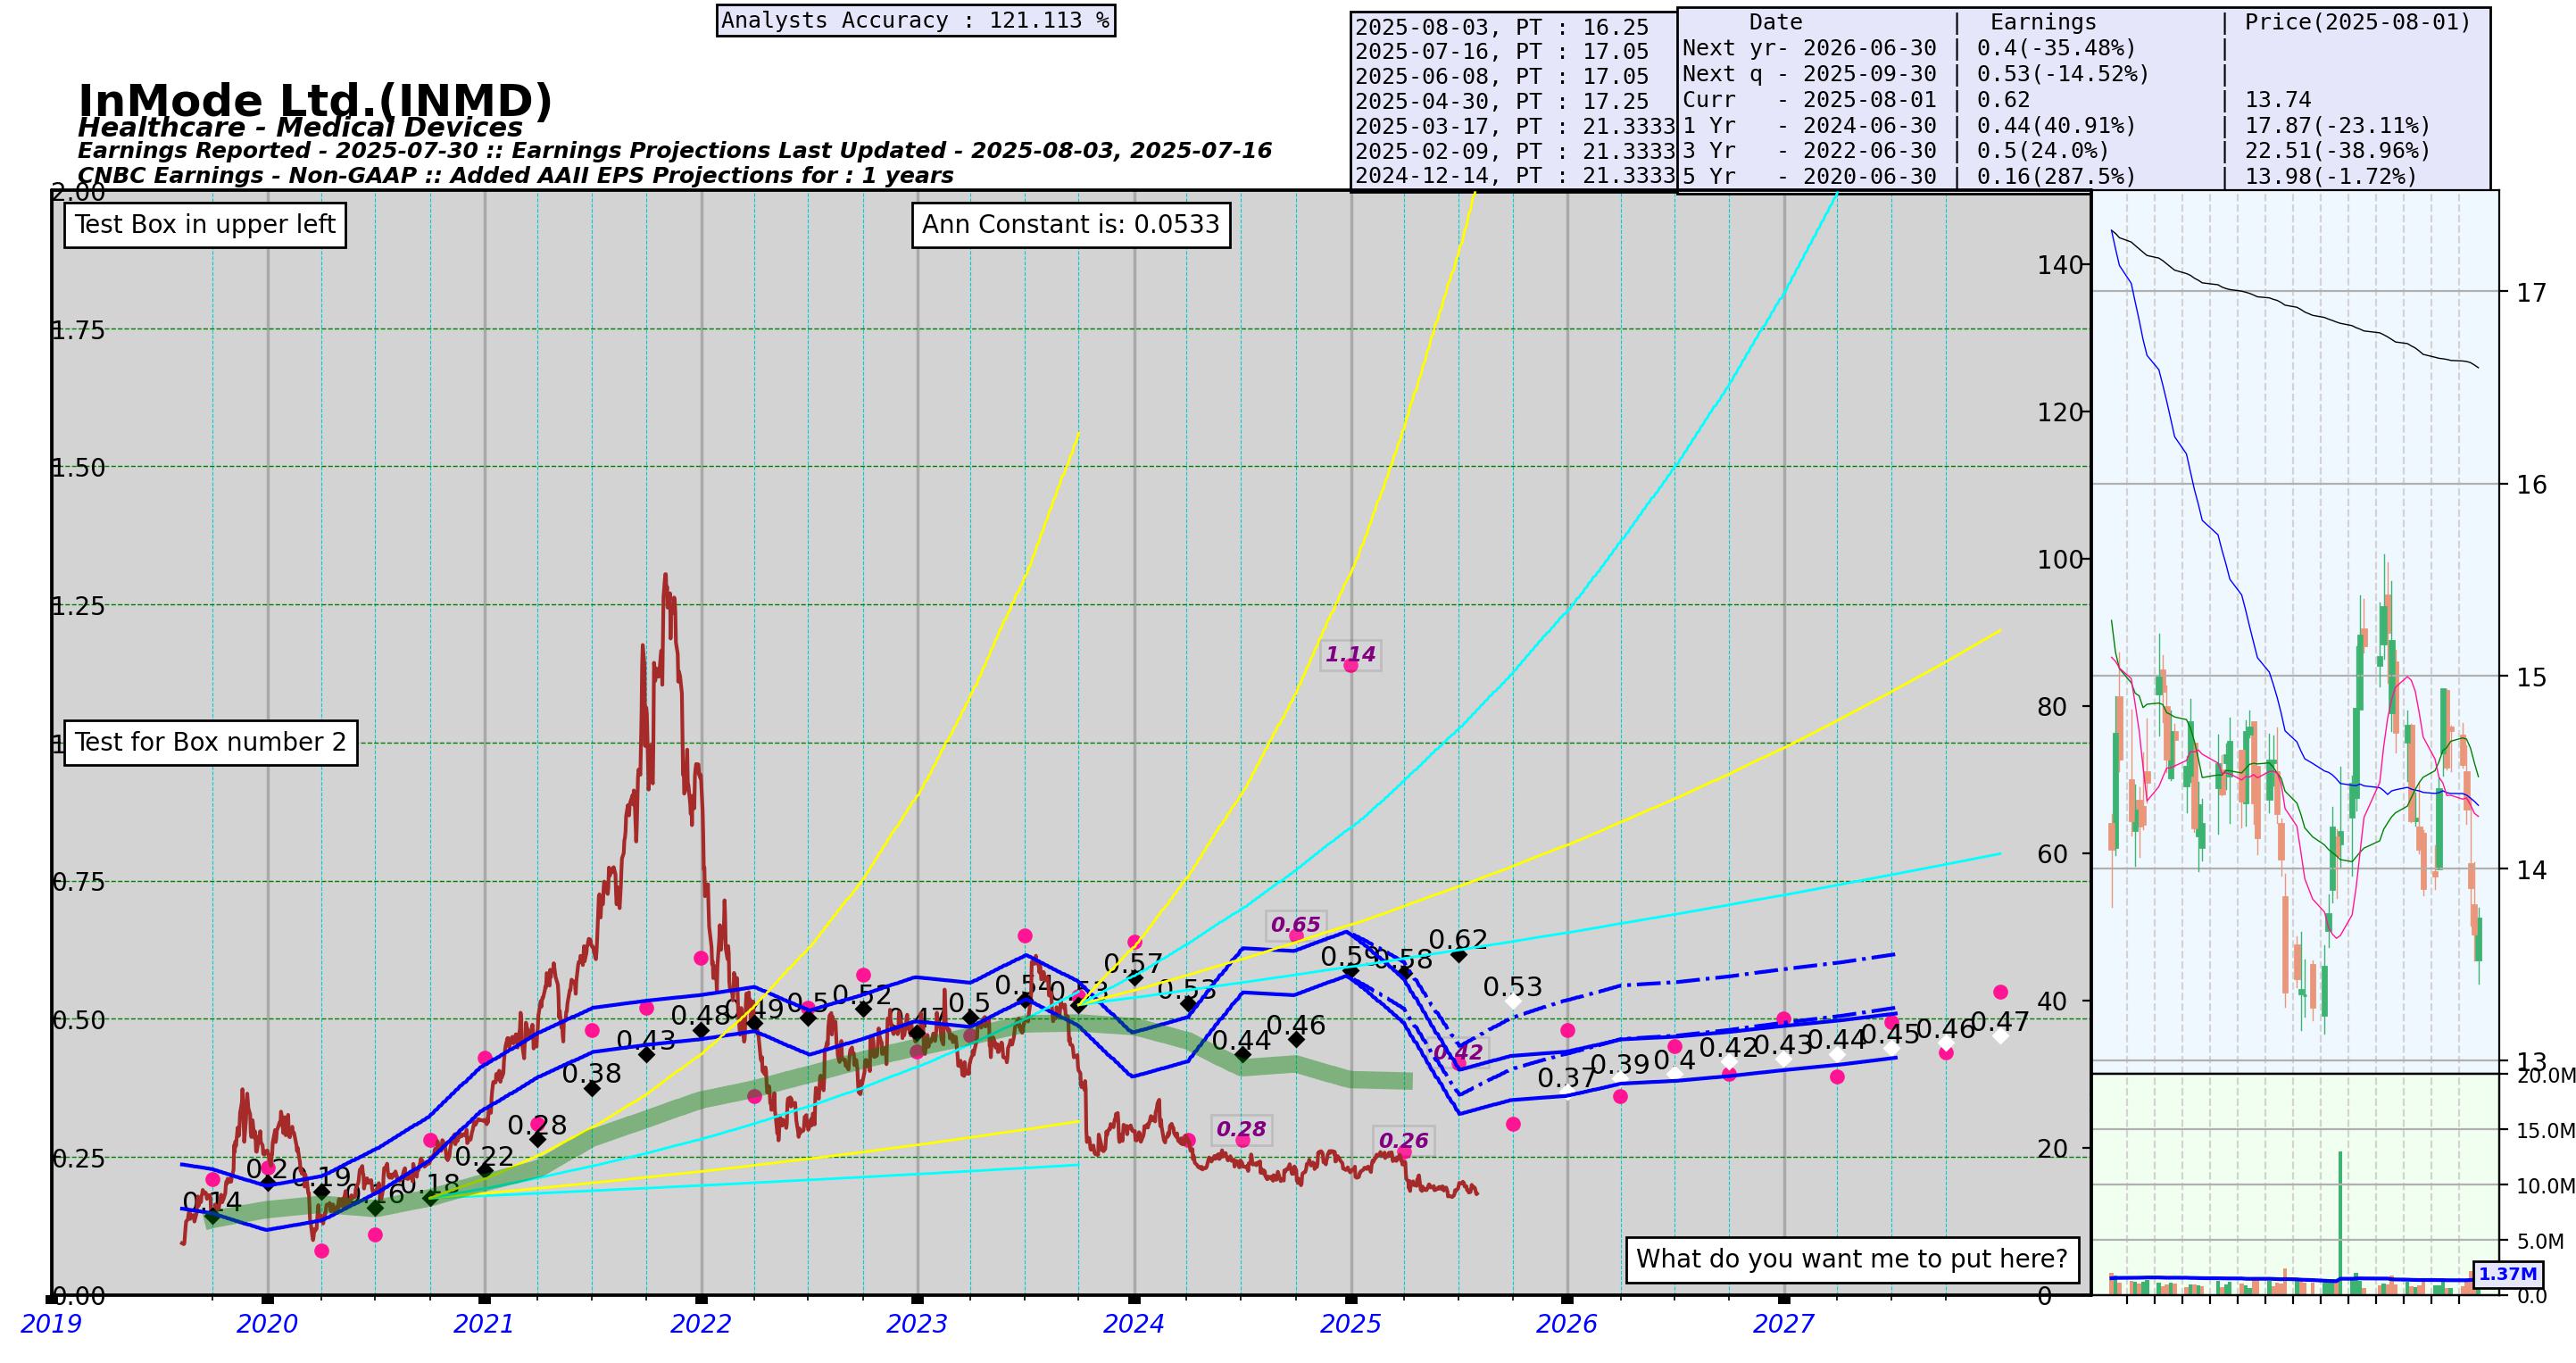 Analysts Accuracy : 121.113 %
2025-08-03, PT : 16.25
2025-07-16, PT : 17.05
2025-06-08, PT : 17.05
2025-04-30, PT : 17.25
2025-03-17, PT : 21.3333
2025-02-09, PT : 21.3333
2024-12-14, PT : 21.3333
Date | Earnings | Price(2025-08-01)
Next yr- 2026-06-30 | 0.4(-35.48%) |
Next q - 2025-09-30 | 0.53(-14.52%) |
Curr - 2025-08-01 | 0.62 | 13.74
1 Yr - 2024-06-30 | 0.44(40.91%) | 17.87(-23.11%)
3 Yr - 2022-06-30 | 0.5(24.0%) | 22.51(-38.96%)
5 Yr - 2020-06-30 | 0.16(287.5%) | 13.98(-1.72%)
InMode Ltd.(INMD)
Healthcare - Medical Devices
Earnings Reported - 2025-07-30 :: Earnings Projections Last Updated - 2025-08-03, 2025-07-16
CNBC Earnings - Non-GAAP :: Added AAII EPS Projections for : 1 years
Test Box in upper left
Ann Constant is: 0.0533
Test for Box number 2
What do you want me to put here?
2.00
1.75
1.50
1.25
0.75
0.50
0.25
0.00
0.14
0.2
0.19
0.16
0.18
0.22
0.28
0.38
0.43
0.48
0.49
0.5
0.52
0.47
0.5
0.54
0.53
0.57
0.53
0.44
0.46
0.59
0.58
0.62
0.53
0.37
0.39
0.4
0.42
0.43
0.44
0.45
0.46
0.47
1.14
0.65
0.28
0.26
0.42
140
120
100
80
60
40
20
0
17
16
15
14
13
20.0M
15.0M
10.0M
5.0M
1.37M
0.0
2019
2020
2021
2022
2023
2024
2025
2026
2027